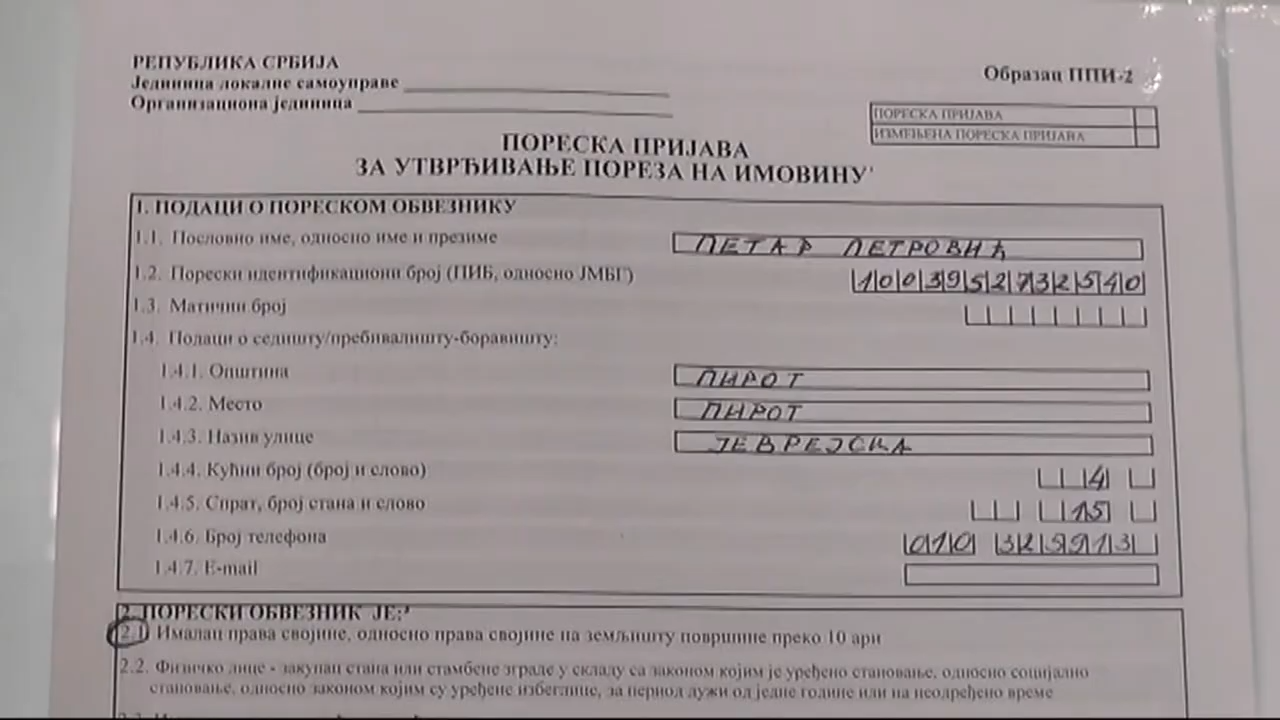 РЕПУБЛИКА СРБИЈА
Јединица локалне самоуправе
Организациона јединица
Образац ППИ-2
ПОРЕСКА ПРИЈАВА
ИЗМЕЊЕНА ПОРЕСКА ПРИЈАВА
ПОРЕСКА ПРИЈАВА
ЗА УТВРЂИВАЊЕ ПОРЕЗА НА ИМОВИНУ
1. ПОДАЦИ О ПОРЕСКОМ ОБВЕЗНИКУ
1.1. Пословно име, односно име и презиме ПЕТАР ПЕТРОВИЋ
1.2. Порески идентификациони број (ПИБ, односно ЈМБГ) 1003952732540
1.3. Матични број
1.4. Подаци о седишту/пребивалишту-боравишту:
1.4.1. Општина ПИРОТ
1.4.2. Место ПИРОТ
1.4.3. Назив улице ЈЕВРЕЈСКА
1.4.4. Кућни број (број и слово) 4
1.4.5. Спрат, број стана и слово 15
1.4.6. Број телефона 010
1.4.7. E-mail
2. ПОРЕСКИ ОБВЕЗНИК ЈЕ:
2.1 Ималац права својине, односно права својине на земљишту површине преко 10 ари
2.2. Физичко лице - закупац стана или стамбене зграде у складу са законом којим је уређено становање, односно социјално
становање, односно законом којим су уређене избеглице, за период дужи од једне године или на неодређено време